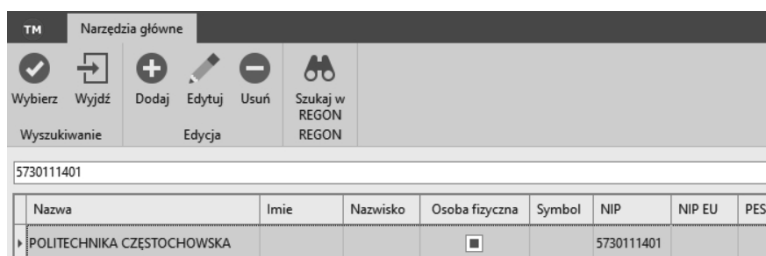 TM Narzędzia główne
Wybierz Wyjdź Dodaj Edytuj Usuń Szukaj w
REGON
Wyszukiwanie Edycja REGON
5730111401
Nazwa Imie Nazwisko Osoba fizyczna Symbol NIP NIP EU PES
POLITECHNIKA CZĘSTOCHOWSKA 5730111401